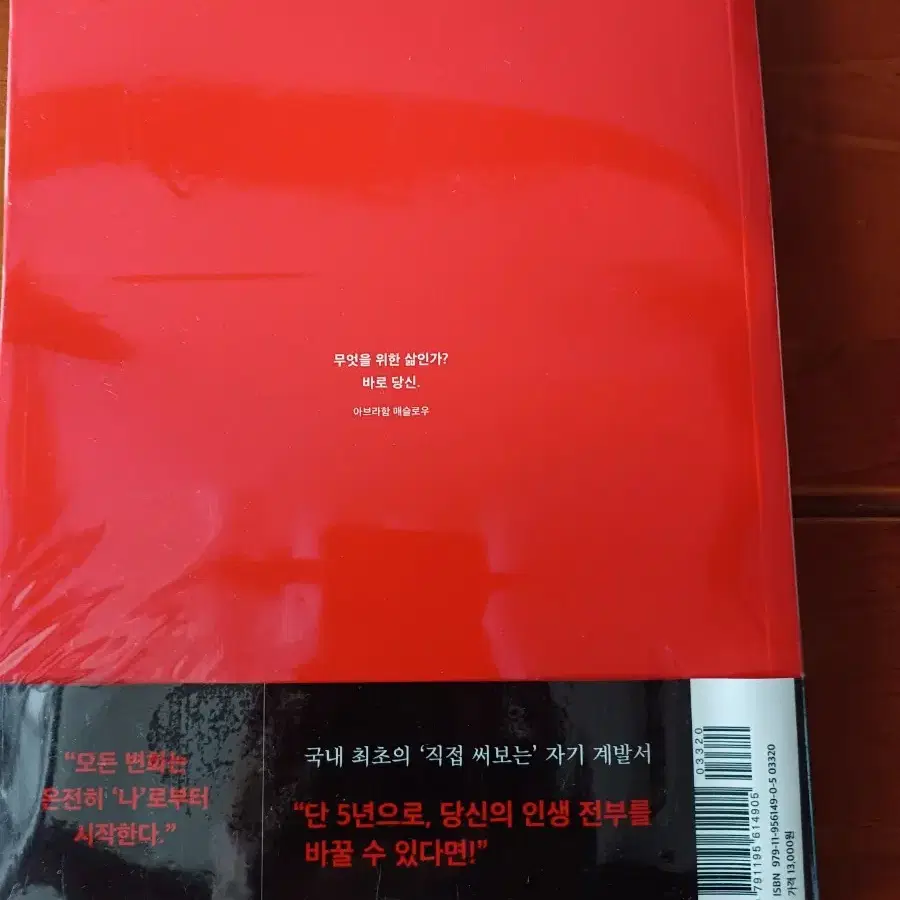 무엇을 위한 삶인가?
바로 당신.
아브라함 매슬로우
“모든 변화는
온전히 ‘나’로부터
시작한다.”
국내 최초의 ‘직접 써보는’ 자기 계발서
“단 5년으로, 당신의 인생 전부를
바꿀 수 있다면!”
03320
791195614905
ISBN 979-11-956149-0-5 03320
가격 13,000원